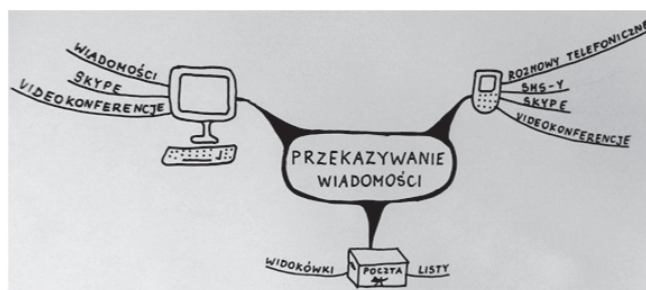 WIADOMOŚCI
SKYPE
VIDEOKONFERENCJE
ROZMOWY TELEFONICZNE
SMS-Y
SKYPE
VIDEOKONFERENCJE
PRZEKAZYWANIE
WIADOMOŚCI
WIDOKÓWKI
POCZTA
LISTY